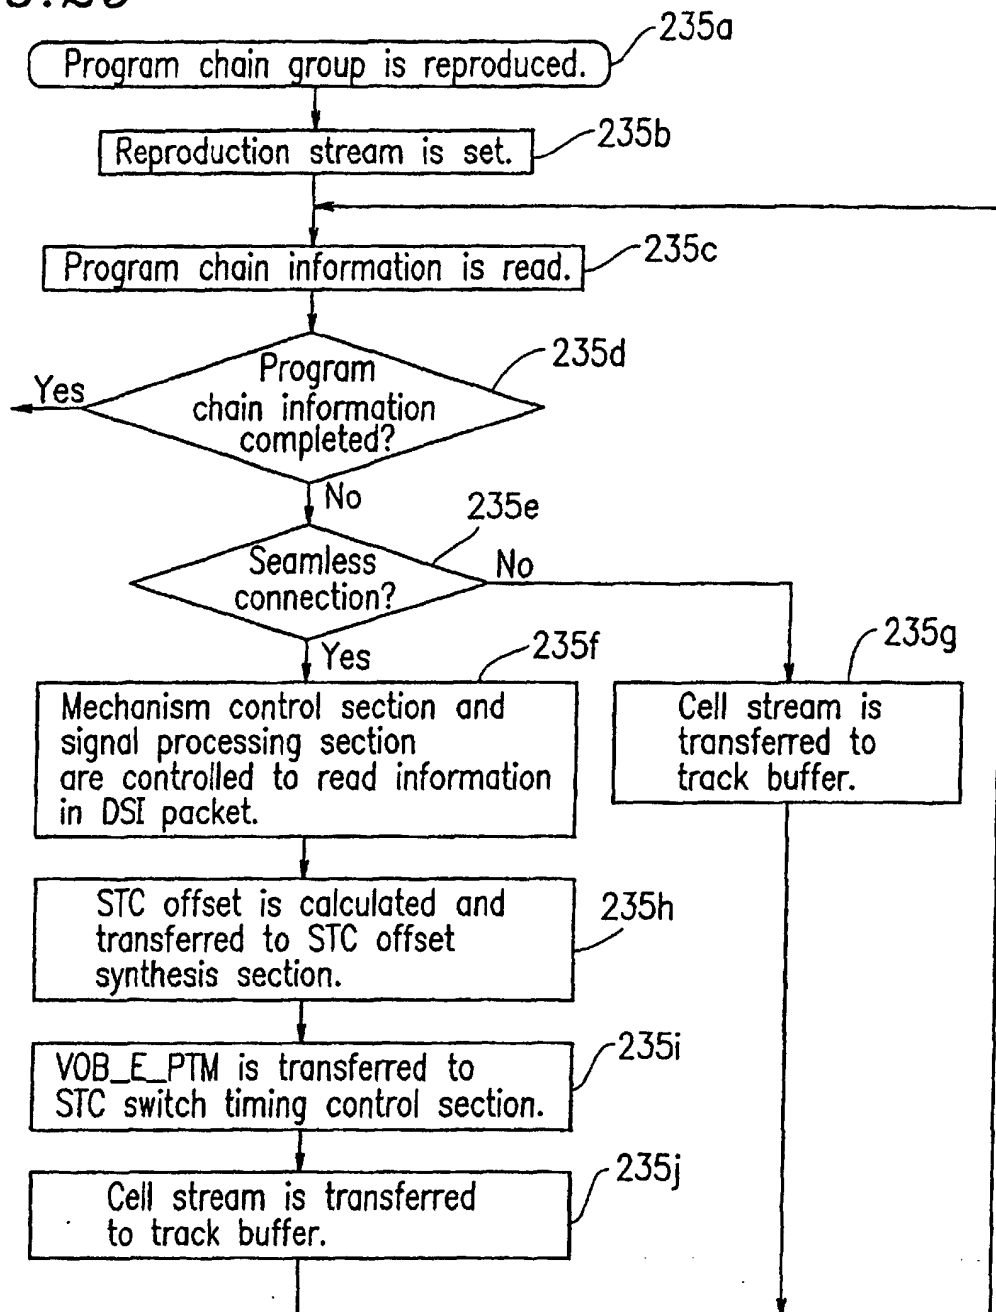 235a
Program chain group is reproduced.
235b
Reproduction stream is set.
235c
Program chain information is read.
235d
Program
chain information
completed?
Yes
No
235e
Seamless
connection?
No
Yes
235f
235g
Mechanism control section and
signal processing section
are controlled to read information
in DSI packet.
Cell stream is
transferred to
track buffer.
STC offset is calculated and
transferred to STC offset
synthesis section.
235h
VOB_E_PTM is transferred to
STC switch timing control section.
235i
Cell stream is transferred
to track buffer.
235j